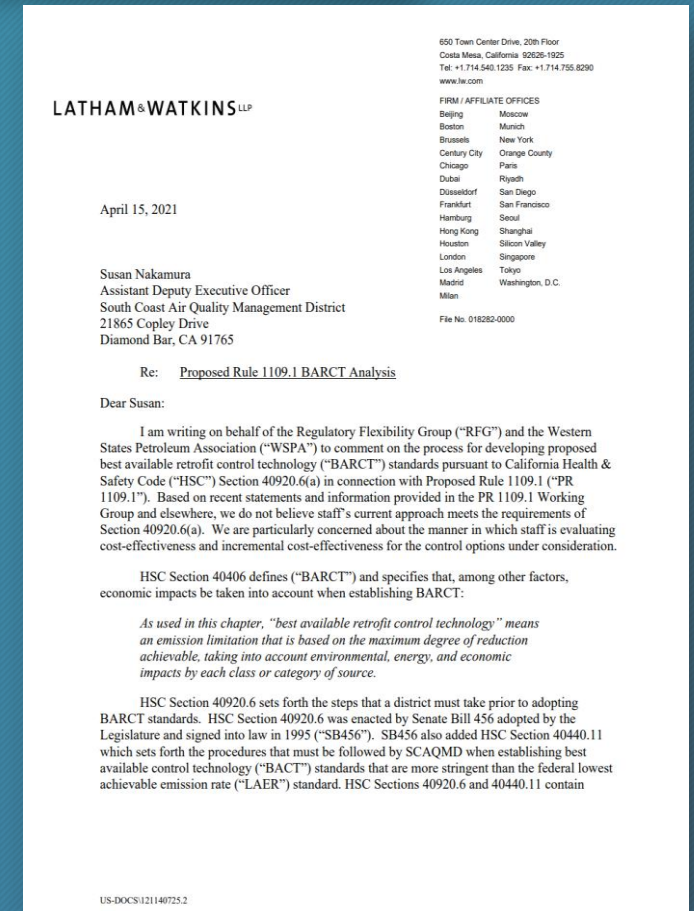 650 Town Center Drive, 20th Floor
Costa Mesa, California 92626-1925
Tel: +1.714.540.1235 Fax: +1.714.755.8290
www.lw.com
LATHAM&WATKINS LLP
FIRM / AFFILIATE OFFICES
Beijing Moscow
Boston Munich
Brussels New York
Century City Orange County
Chicago Paris
Dubai Riyadh
Düsseldorf San Diego
Frankfurt San Francisco
Hamburg Seoul
Hong Kong Shanghai
Houston Silicon Valley
London Singapore
Los Angeles Tokyo
Madrid Washington, D.C.
Milan
File No. 018282-0000
April 15, 2021
Susan Nakamura
Assistant Deputy Executive Officer
South Coast Air Quality Management District
21865 Copley Drive
Diamond Bar, CA 91765
Re: Proposed Rule 1109.1 BARCT Analysis
Dear Susan:
I am writing on behalf of the Regulatory Flexibility Group (“RFG”) and the Western
States Petroleum Association (“WSPA”) to comment on the process for developing proposed
best available retrofit control technology (“BARCT”) standards pursuant to California Health &
Safety Code (“HSC”) Section 40920.6(a) in connection with Proposed Rule 1109.1 (“PR
1109.1”). Based on recent statements and information provided in the PR 1109.1 Working
Group and elsewhere, we do not believe staff’s current approach meets the requirements of
Section 40920.6(a). We are particularly concerned about the manner in which staff is evaluating
cost-effectiveness and incremental cost-effectiveness for the control options under consideration.
HSC Section 40406 defines (“BARCT”) and specifies that, among other factors,
economic impacts be taken into account when establishing BARCT:
As used in this chapter, “best available retrofit control technology” means
an emission limitation that is based on the maximum degree of reduction
achievable, taking into account environmental, energy, and economic
impacts by each class or category of source.
HSC Section 40920.6 sets forth the steps that a district must take prior to adopting
BARCT standards. HSC Section 40920.6 was enacted by Senate Bill 456 adopted by the
Legislature and signed into law in 1995 (“SB456”). SB456 also added HSC Section 40440.11
which sets forth the procedures that must be followed by SCAQMD when establishing best
available control technology (“BACT”) standards that are more stringent than the federal lowest
achievable emission rate (“LAER”) standard. HSC Sections 40920.6 and 40440.11 contain
US-DOCS\121140725.2